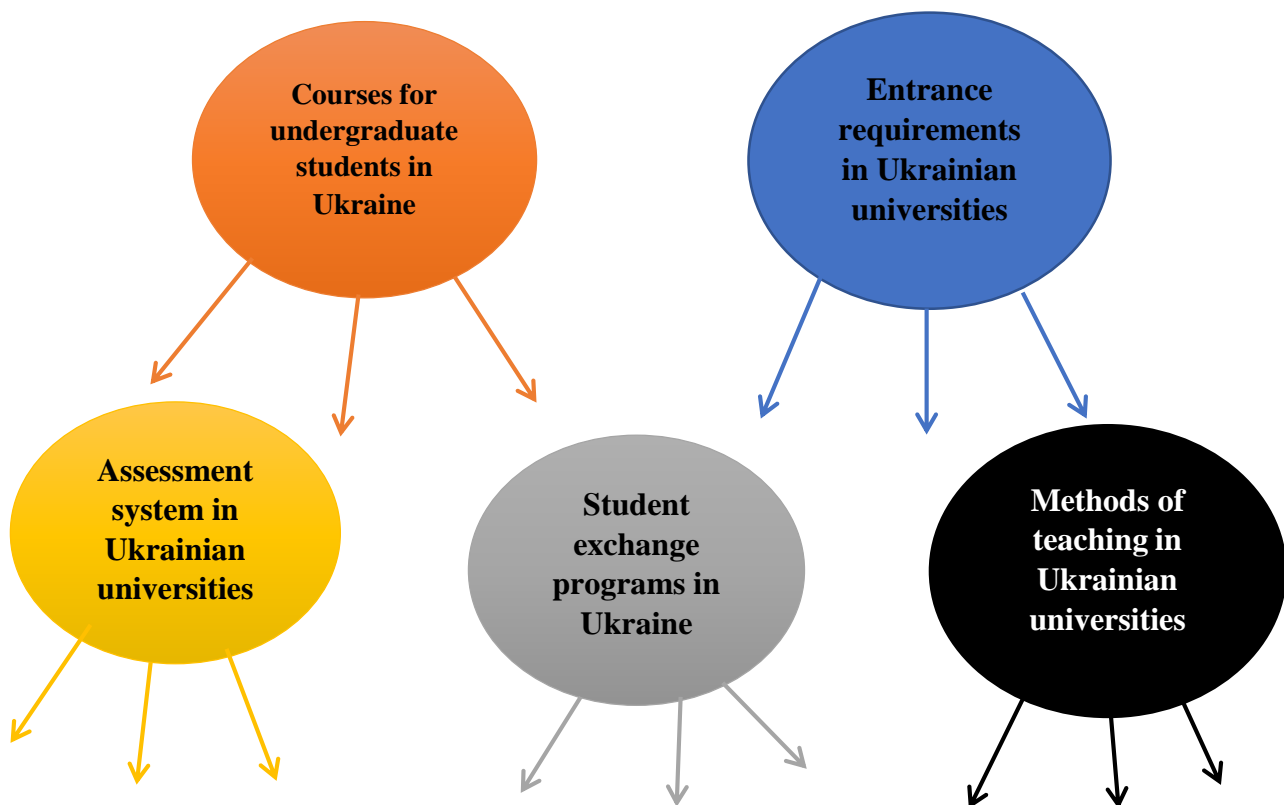 Courses for
undergraduate
students in
Ukraine
Entrance
requirements
in Ukrainian
universities
Assessment
system in
Ukrainian
universities
Student
exchange
programs in
Ukraine
Methods of
teaching in
Ukrainian
universities